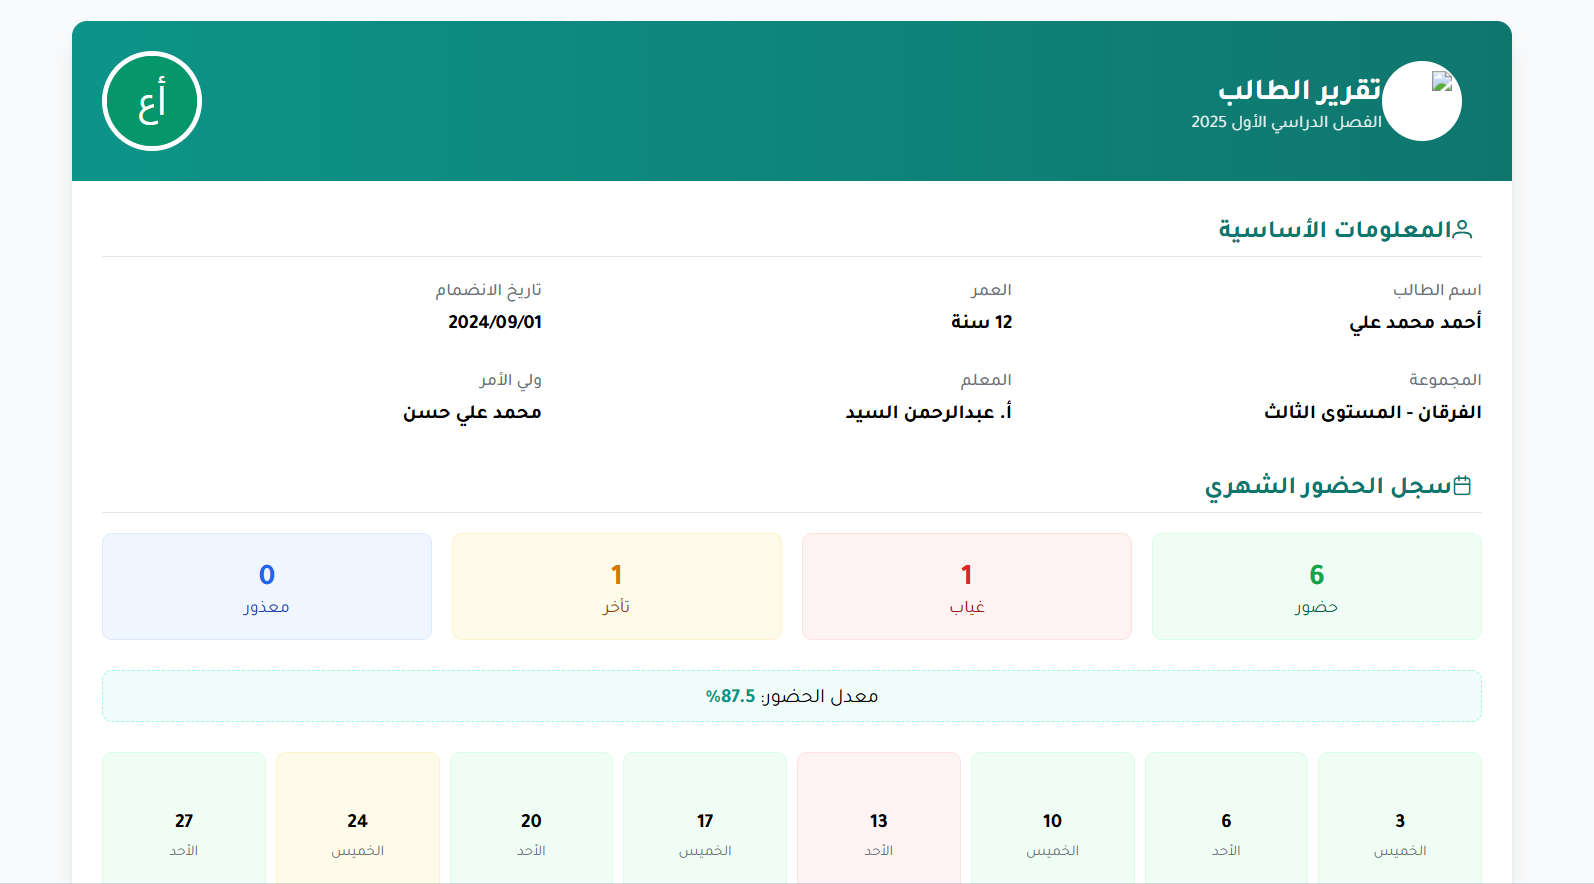 تقرير الطالب
الفصل الدراسي الأول 2025
أع
المعلومات الأساسية
اسم الطالب
أحمد محمد علي
العمر
12 سنة
تاريخ الانضمام
2024/09/01
المجموعة
الفرقان - المستوى الثالث
المعلم
أ. عبدالرحمن السيد
ولي الأمر
محمد علي حسن
سجل الحضور الشهري
6
حضور
1
غياب
1
تأخر
0
معذور
معدل الحضور: 87.5%
3
الخميس
6
الأحد
10
الخميس
13
الأحد
17
الخميس
20
الأحد
24
الخميس
27
الأحد